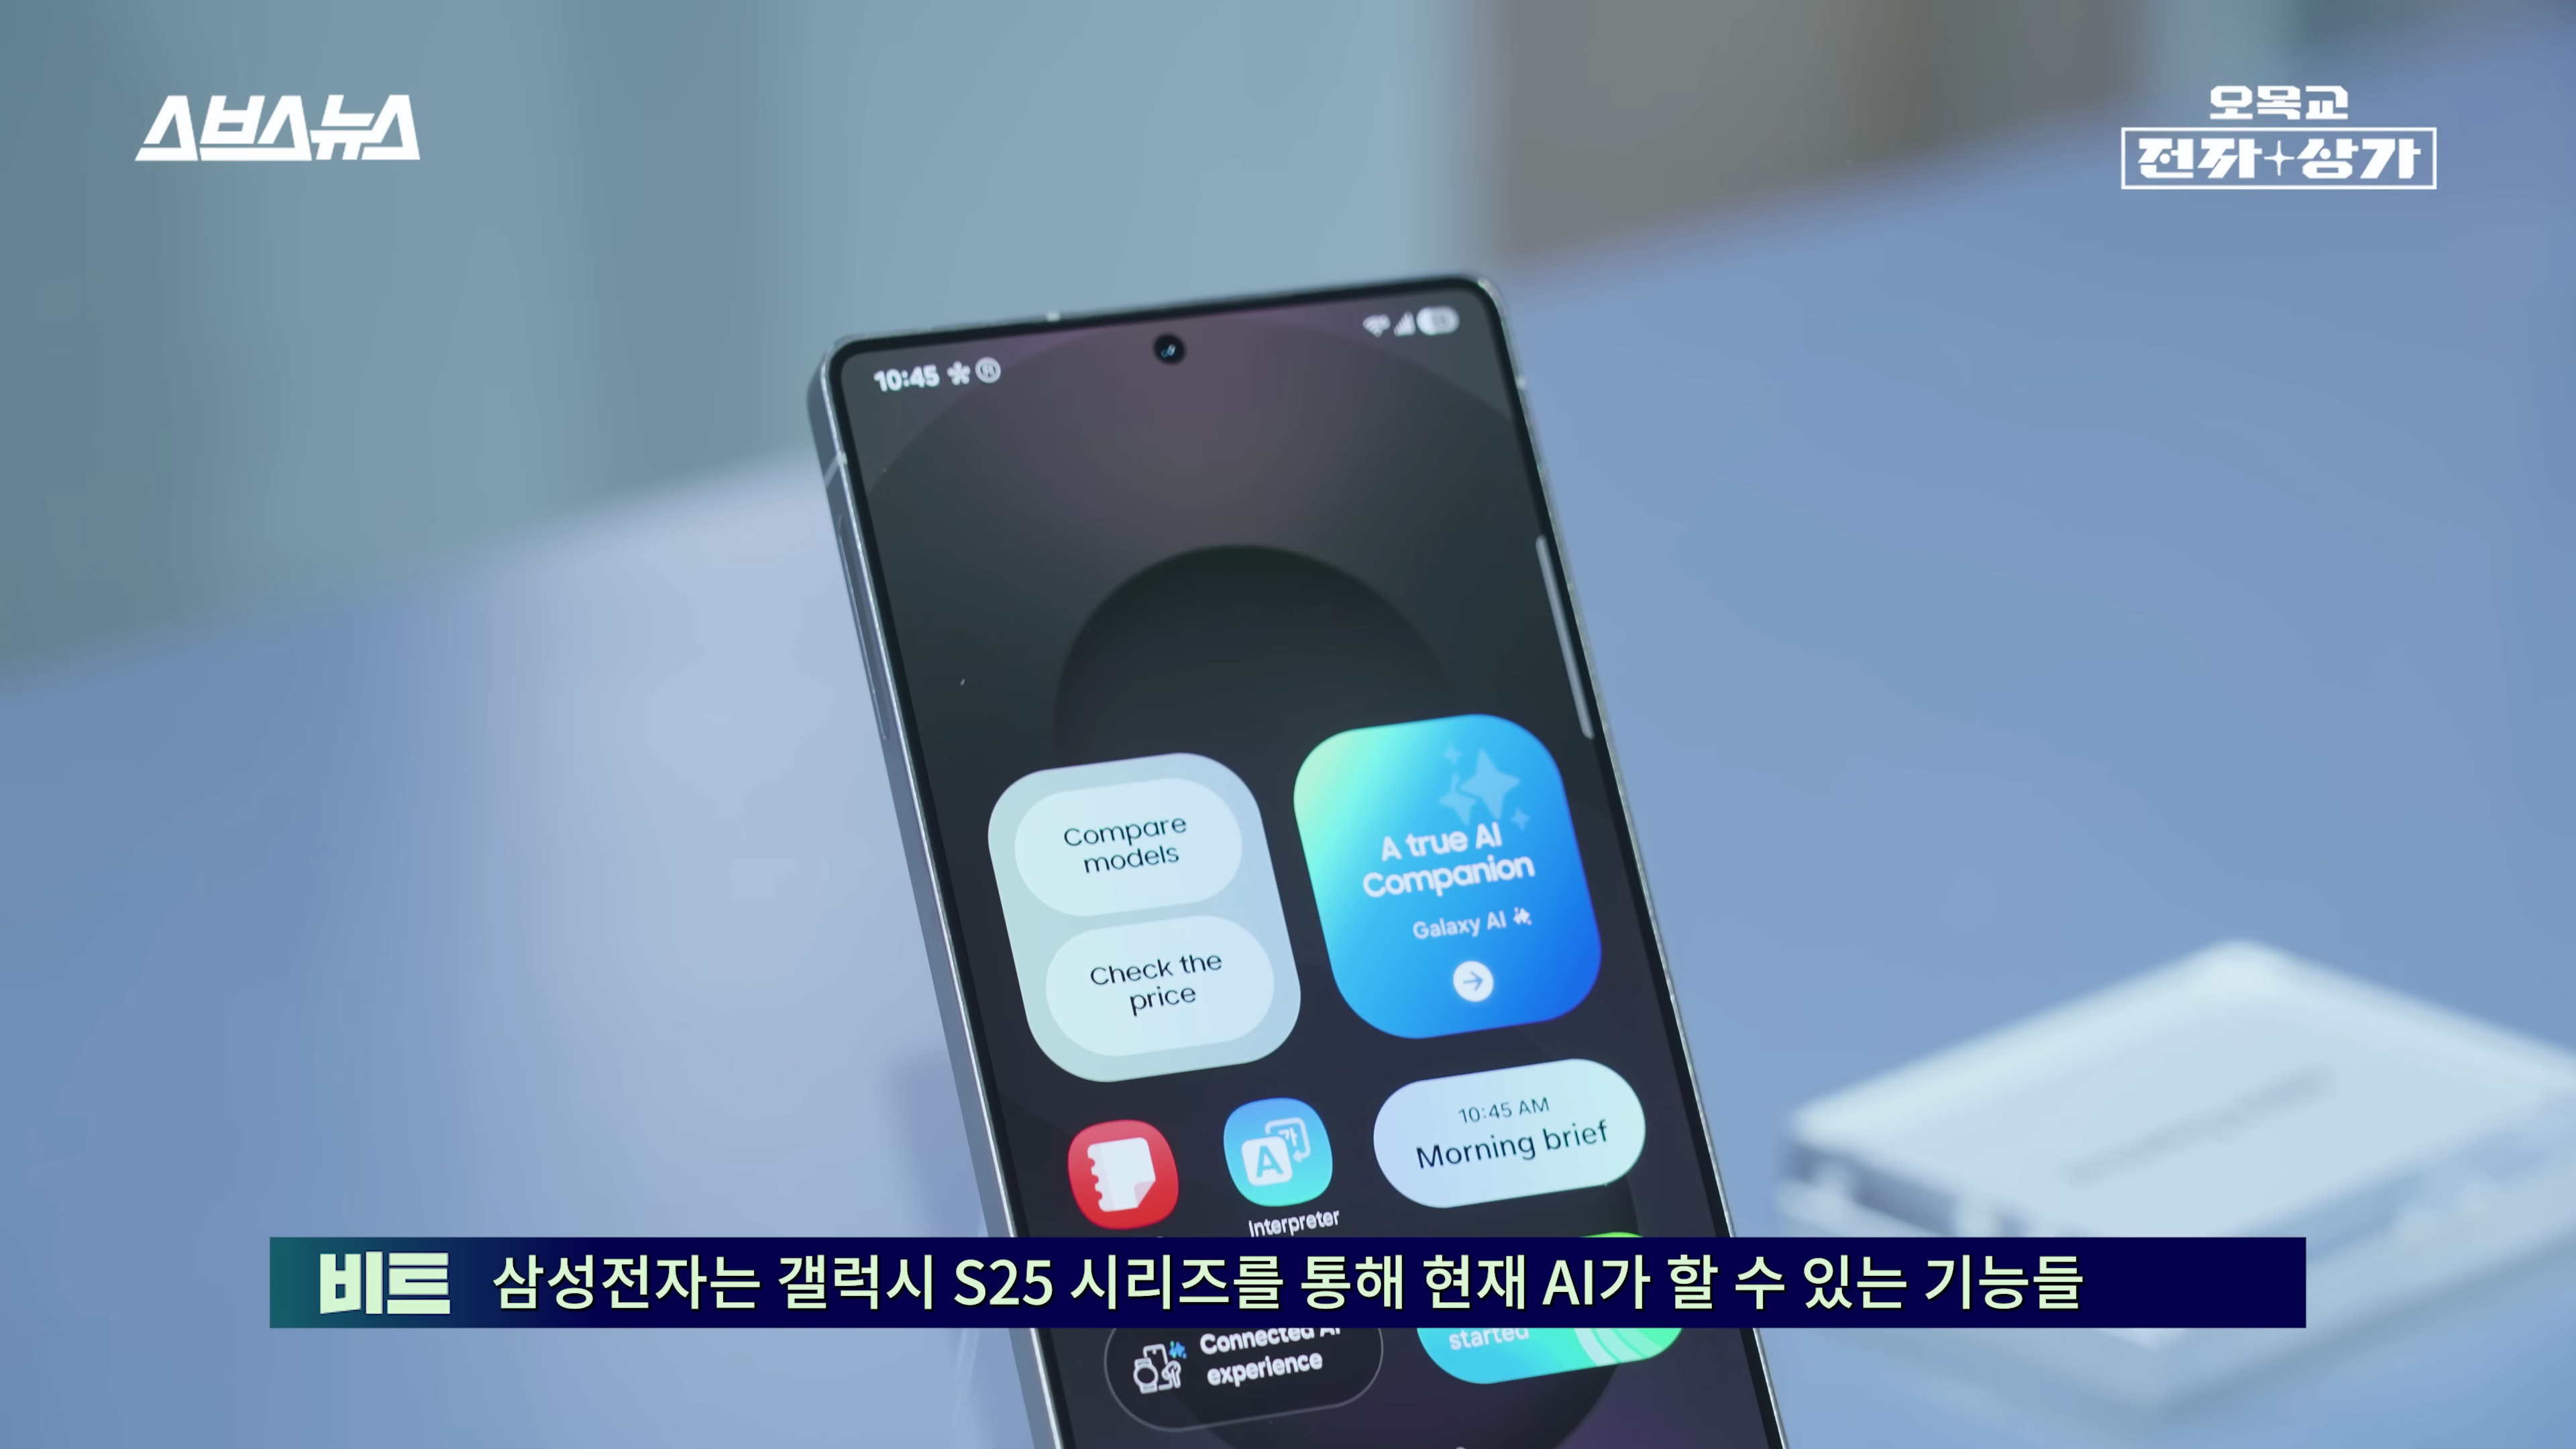 스브스뉴스
오목교
전자상가
10:45
Compare
models
Check the
price
A true AI
Companion
Galaxy AI
10:45 AM
Morning brief
Interpreter
비트 삼성전자는 갤럭시 S25 시리즈를 통해 현재 AI가 할 수 있는 기능들
Connected AI
experience
started